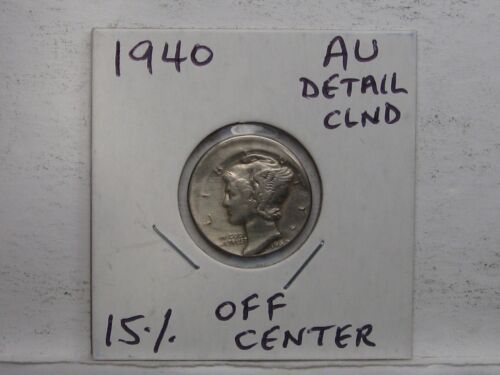 1940
AU
DETAIL
CLND
15%
OFF
CENTER